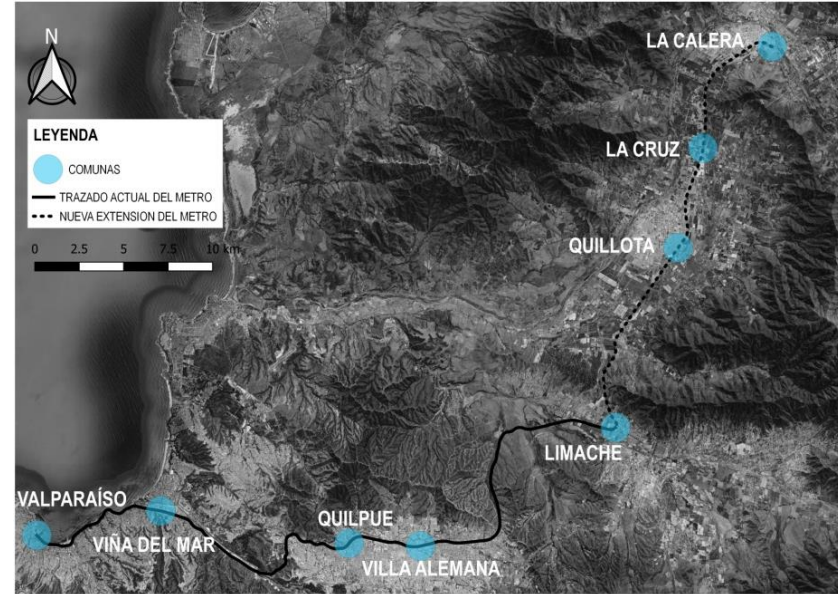 N
LEYENDA
COMUNAS
TRAZADO ACTUAL DEL METRO
NUEVA EXTENSION DEL METRO
0 2.5 5 7.5 10 km
LA CALERA
LA CRUZ
QUILLOTA
LIMACHE
VALPARAÍSO
VIÑA DEL MAR
QUILPUE
VILLA ALEMANA